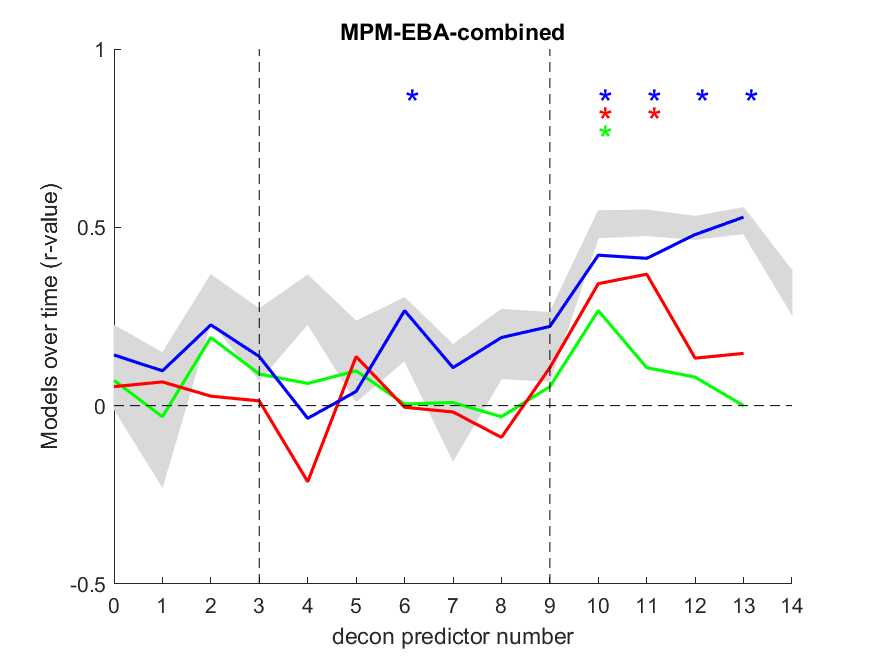 MPM-EBA-combined
1
0.5
0
-0.5
Models over time (r-value)
* * * * *
* *
*
0 1 2 3 4 5 6 7 8 9 10 11 12 13 14
decon predictor number